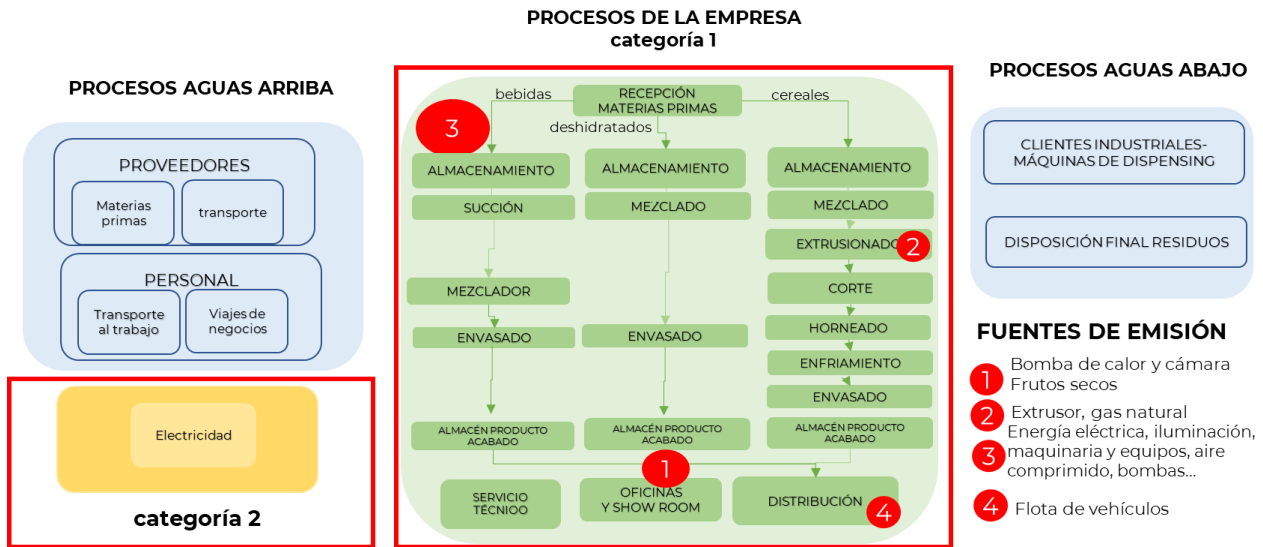 PROCESOS DE LA EMPRESA
categoría 1
PROCESOS AGUAS ARRIBA
PROVEEDORES
Materias
primas
transporte
PERSONAL
Transporte
al trabajo
Viajes de
negocios
Electricidad
categoría 2
RECEPCIÓN
MATERIAS PRIMAS
bebidas
deshidratados
cereales
3
ALMACENAMIENTO
ALMACENAMIENTO
ALMACENAMIENTO
SUCCIÓN
MEZCLADO
MEZCLADO
EXTRUSIONADO
2
MEZCLADOR
CORTE
ENVASADO
ENVASADO
HORNEADO
ENFRIAMIENTO
ENVASADO
ALMACÉN PRODUCTO
ACABADO
ALMACÉN PRODUCTO
ACABADO
ALMACÉN PRODUCTO
ACABADO
1
SERVICIO
TÉCNICO
OFICINAS
Y SHOW ROOM
DISTRIBUCIÓN
4
PROCESOS AGUAS ABAJO
CLIENTES INDUSTRIALES-
MÁQUINAS DE DISPENSING
DISPOSICIÓN FINAL RESIDUOS
FUENTES DE EMISIÓN
1 Bomba de calor y cámara
Frutos secos
2 Extrusor, gas natural
Energía eléctrica, iluminación,
3 maquinaria y equipos, aire
comprimido, bombas...
4 Flota de vehículos